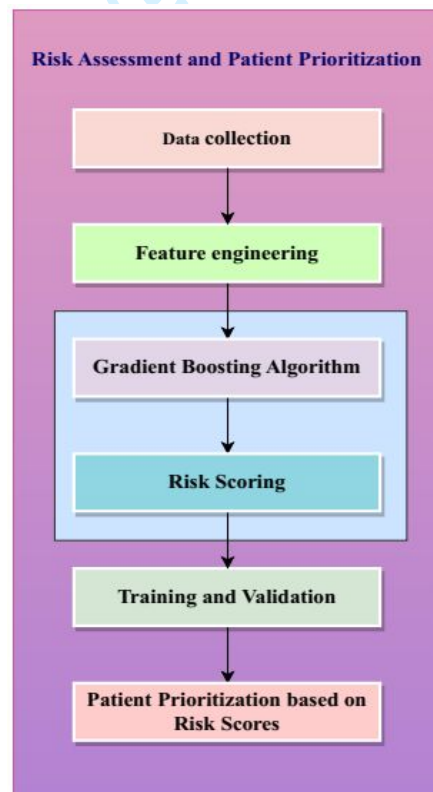 Risk Assessment and Patient Prioritization
Data collection
Feature engineering
Gradient Boosting Algorithm
Risk Scoring
Training and Validation
Patient Prioritization based on
Risk Scores